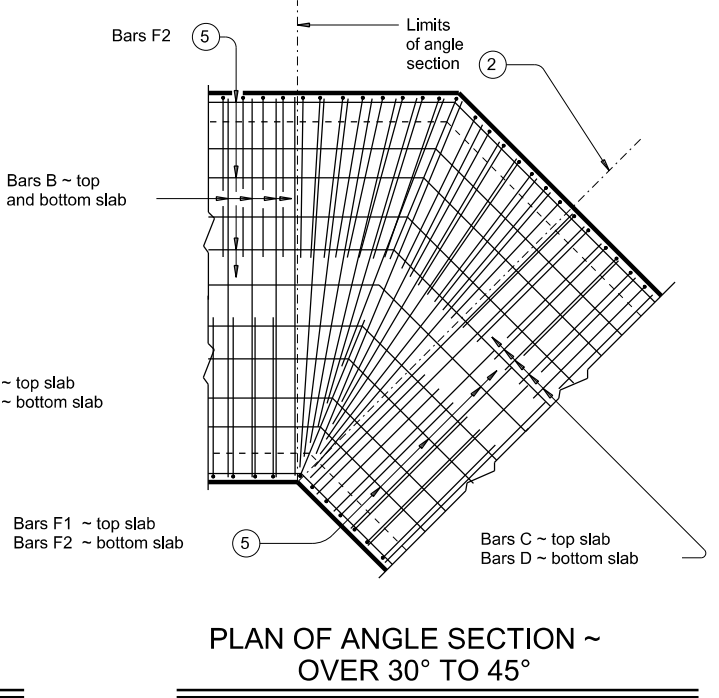 Bars F2
5
Limits
of angle
section
2
Bars B ~ top
and bottom slab
~ top slab
~ bottom slab
Bars F1 ~ top slab
Bars F2 ~ bottom slab
5
Bars C ~ top slab
Bars D ~ bottom slab
PLAN OF ANGLE SECTION ~
OVER 30° TO 45°